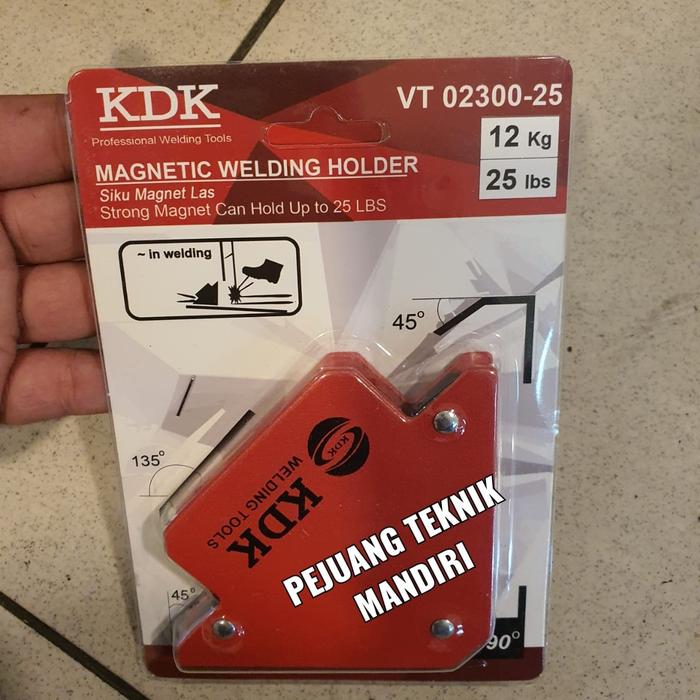 KDK
VT 02300-25
Professional Welding Tools
12 Kg
25 lbs
MAGNETIC WELDING HOLDER
Siku Magnet Las
Strong Magnet Can Hold Up to 25 LBS
~ in welding
45°
135°
KDK
KDK
WELDING TOOLS
PEJUANG TEKNIK
MANDIRI
45°
90°